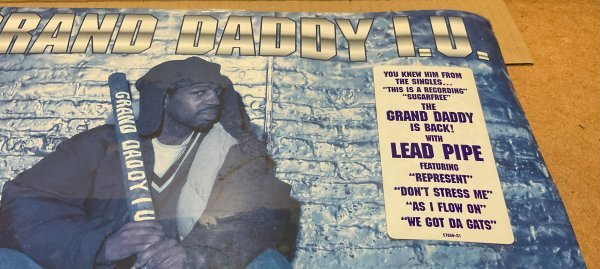 GRAND DADDY I.U.
GRAND DADDY I U
YOU KNEW HIM FROM
THE SINGLES...
"THIS IS A RECORDING"
"SUGARFREE"
THE
GRAND DADDY
IS BACK!
WITH
LEAD PIPE
FEATURING
"REPRESENT"
"DON'T STRESS ME"
"AS I FLOW ON"
"WE GOT DA GATS"